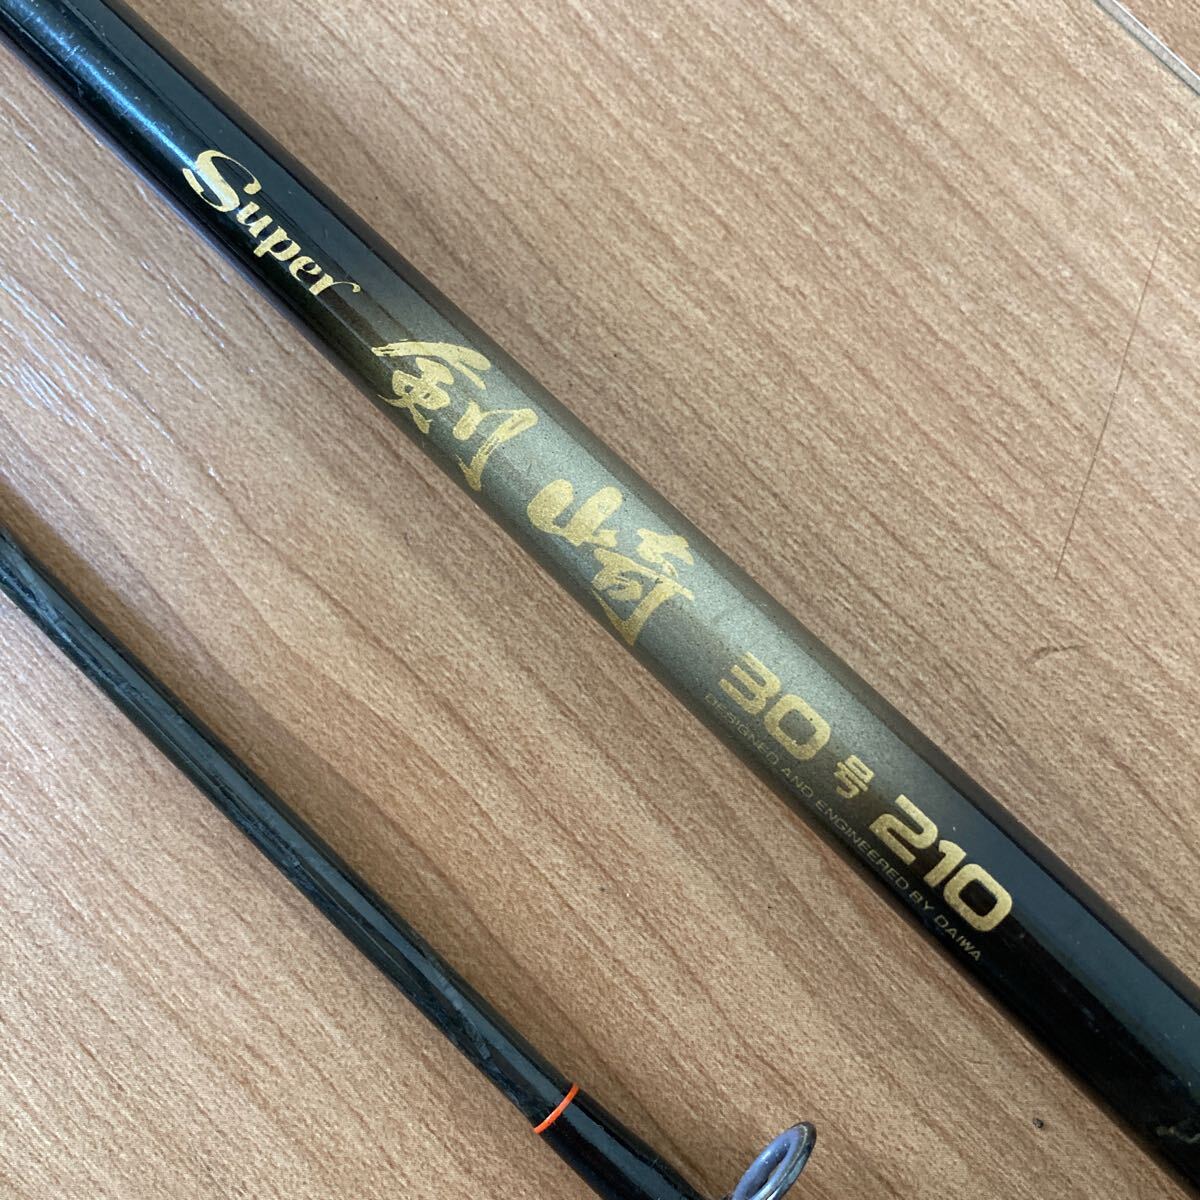 Super 剣崎 30号 210
DESIGNED AND ENGINEERED BY DAIWA